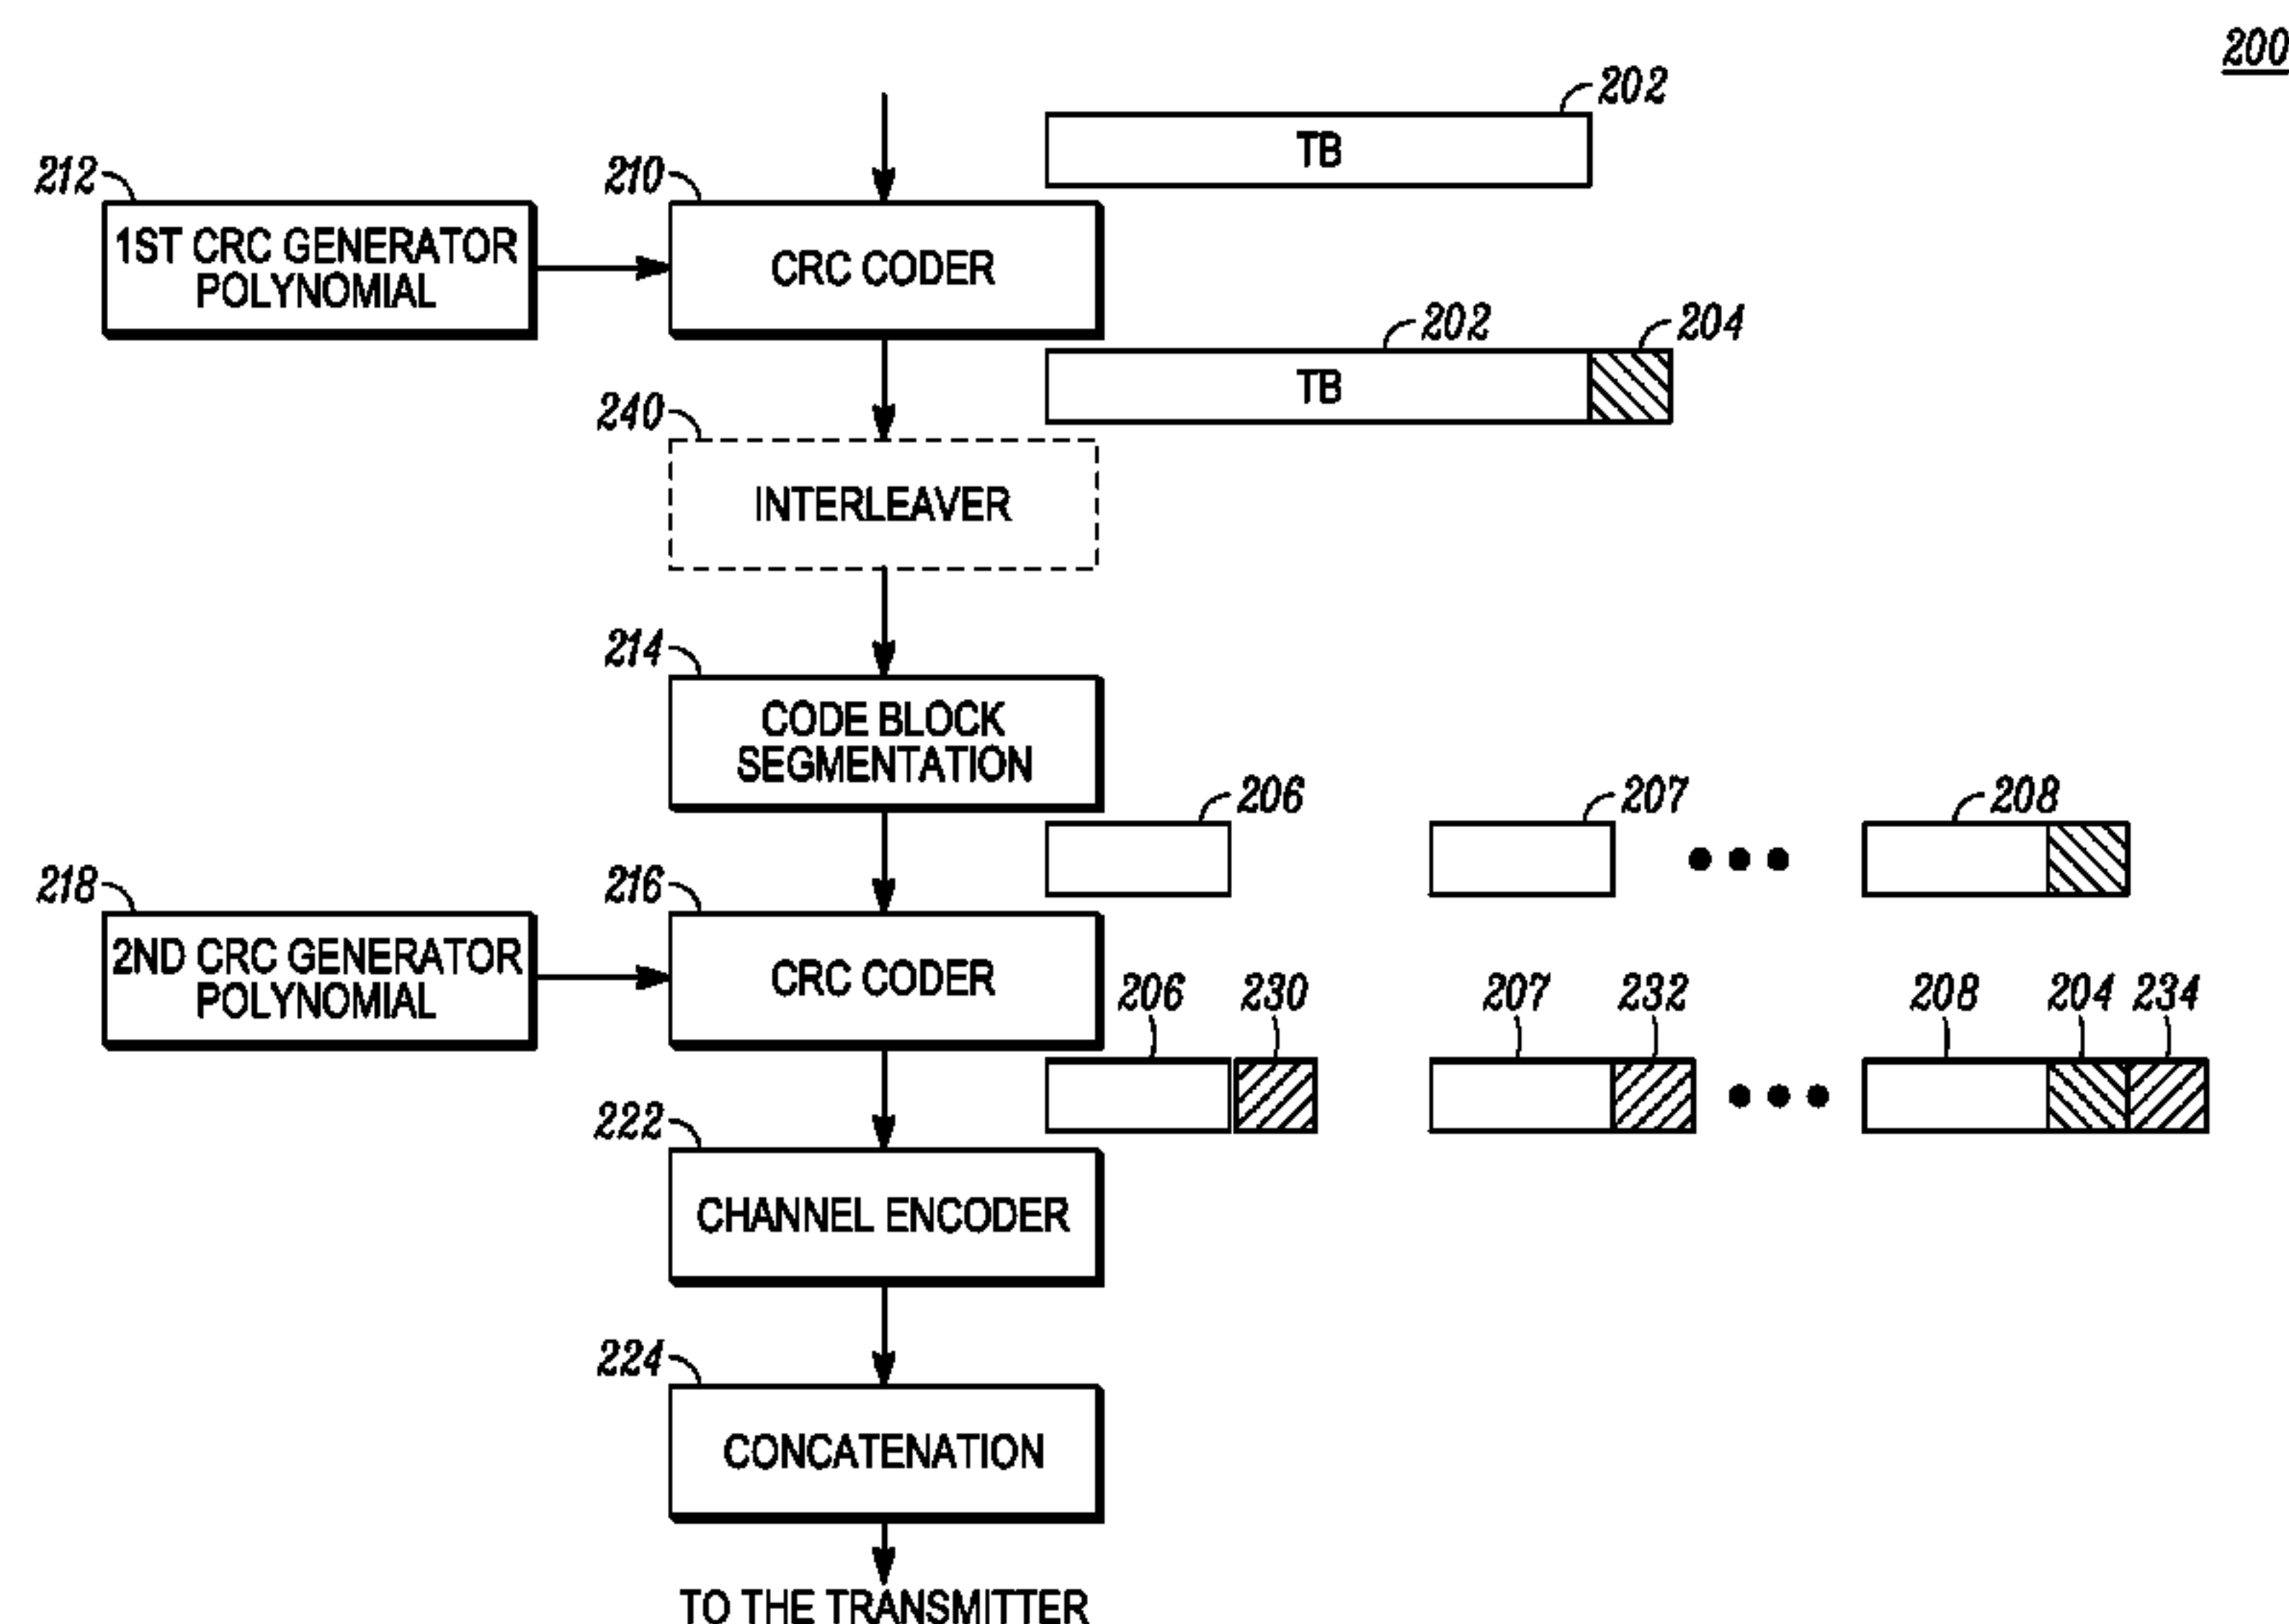 200
202
TB
212
210
1ST CRC GENERATOR
POLYNOMIAL
CRC CODER
202
204
TB
240
INTERLEAVER
214
CODE BLOCK
SEGMENTATION
206
207
208
218
216
2ND CRC GENERATOR
POLYNOMIAL
CRC CODER
206
230
207
232
208
204
234
222
CHANNEL ENCODER
224
CONCATENATION
TO THE TRANSMITTER